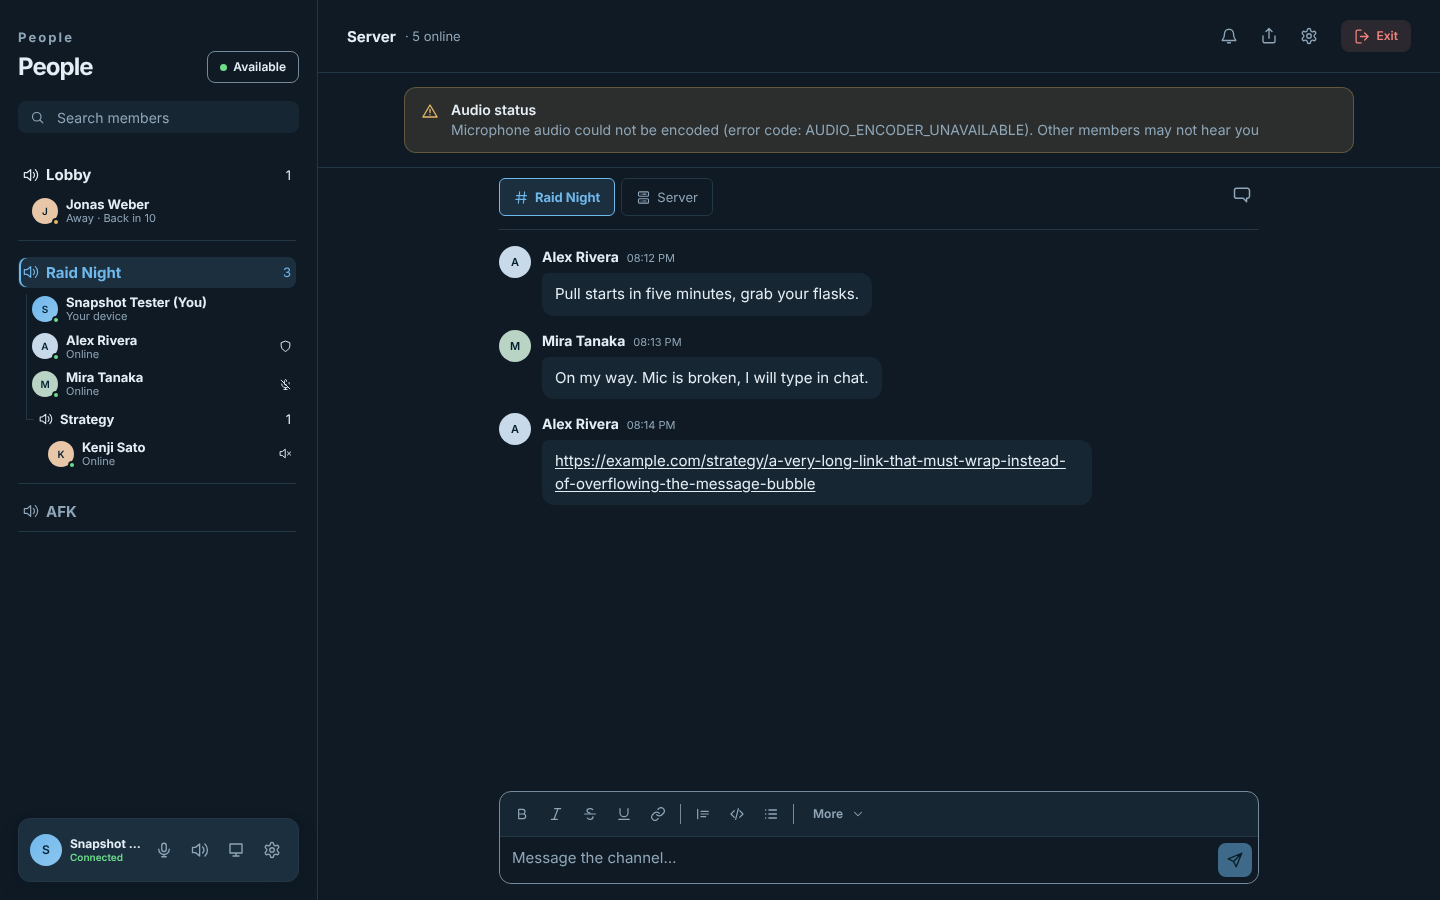 People
People
Available
Search members
Lobby 1
J
Jonas Weber
Away · Back in 10
Raid Night 3
S
Snapshot Tester (You)
Your device
A
Alex Rivera
Online
M
Mira Tanaka
Online
Strategy 1
K
Kenji Sato
Online
AFK
S
Snapshot ...
Connected
Server · 5 online
Exit
Audio status
Microphone audio could not be encoded (error code: AUDIO_ENCODER_UNAVAILABLE). Other members may not hear you
Raid Night Server
A
Alex Rivera 08:12 PM
Pull starts in five minutes, grab your flasks.
M
Mira Tanaka 08:13 PM
On my way. Mic is broken, I will type in chat.
A
Alex Rivera 08:14 PM
https://example.com/strategy/a-very-long-link-that-must-wrap-instead-
of-overflowing-the-message-bubble
More
Message the channel...